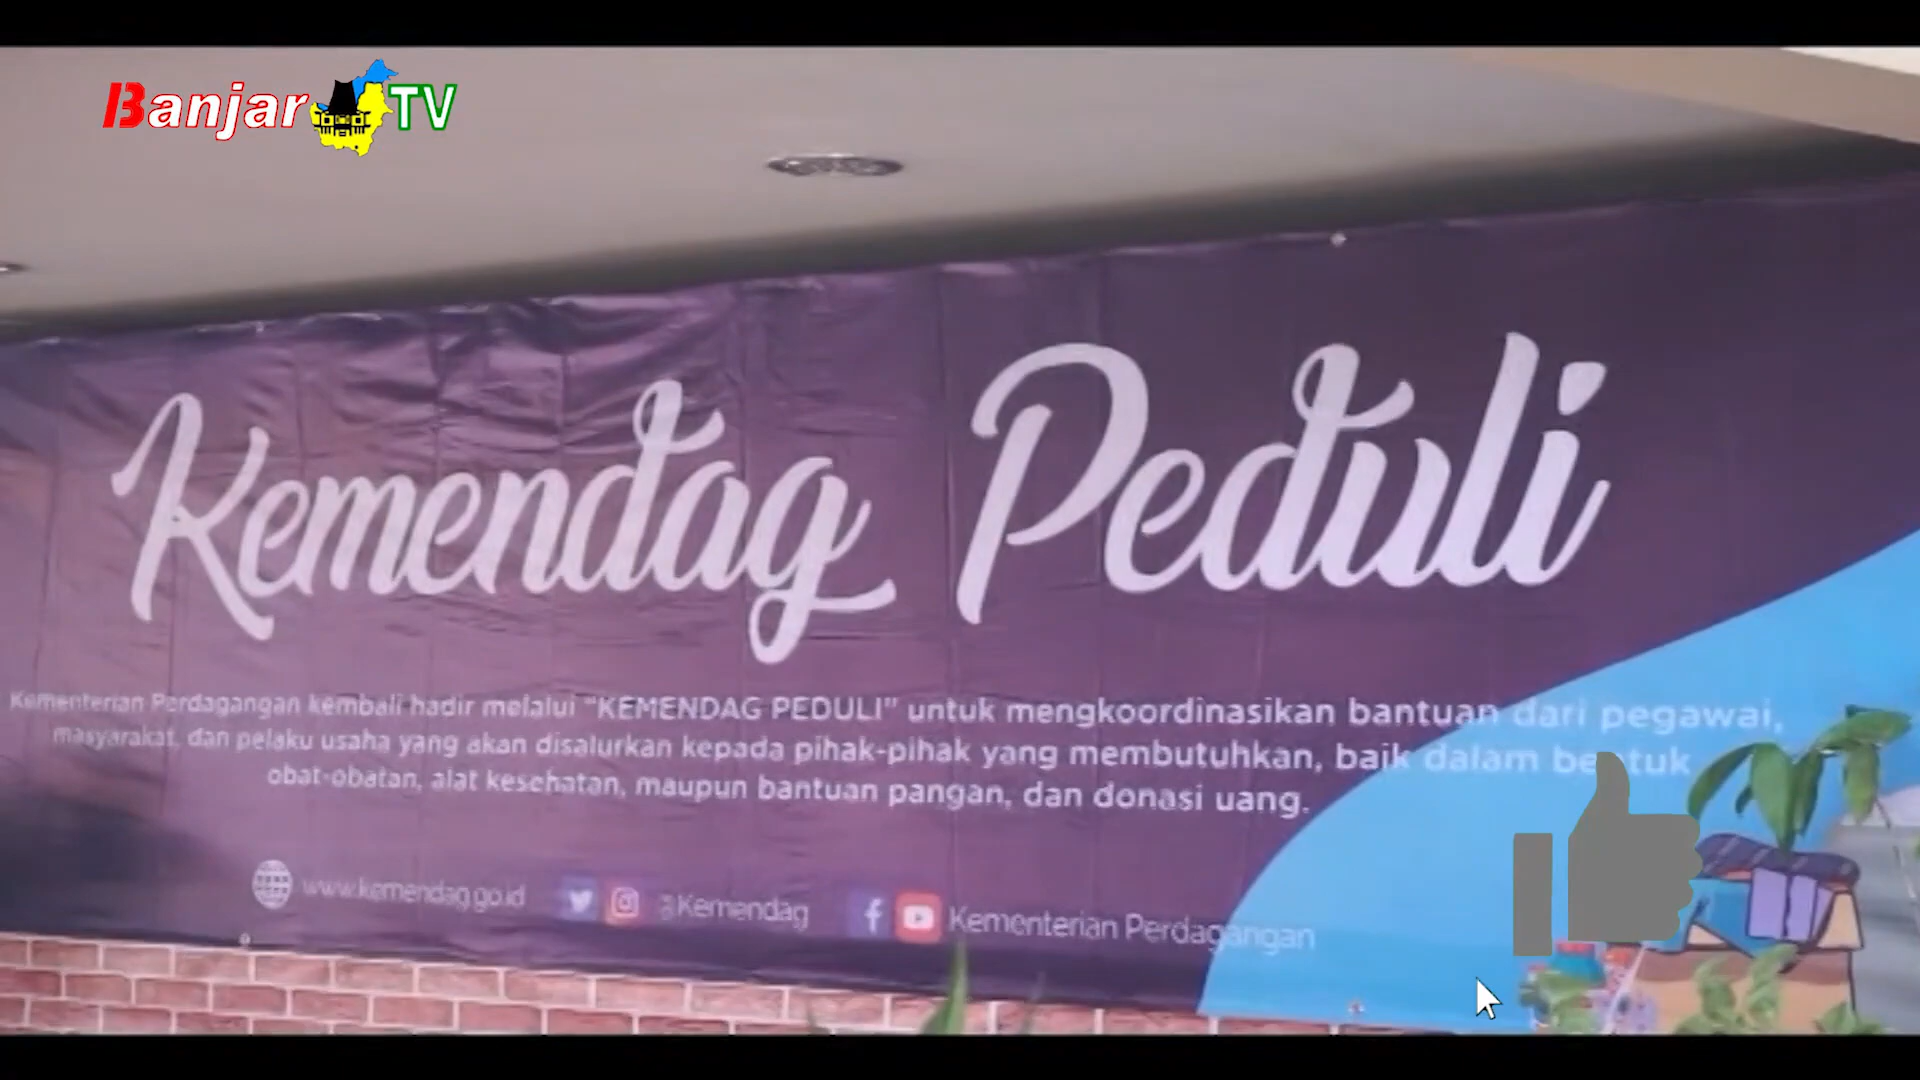 Banjar TV
Kemendag Peduli
Kementerian Perdagangan kembali hadir melalui "KEMENDAG PEDULI" untuk mengkoordinasikan bantuan dari pegawai,
masyarakat, dan pelaku usaha yang akan disalurkan kepada pihak-pihak yang membutuhkan, baik dalam bentuk
obat-obatan, alat kesehatan, maupun bantuan pangan, dan donasi uang.
www.kemendag.go.id @Kemendag Kementerian Perdagangan